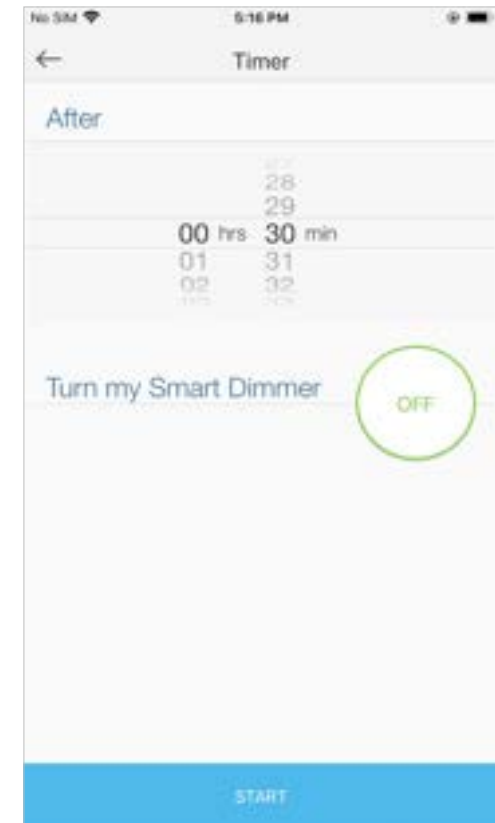 No SIM 5:16 PM
Timer
After
28
29
00 hrs 30 min
01 31
02 32
Turn my Smart Dimmer OFF
START